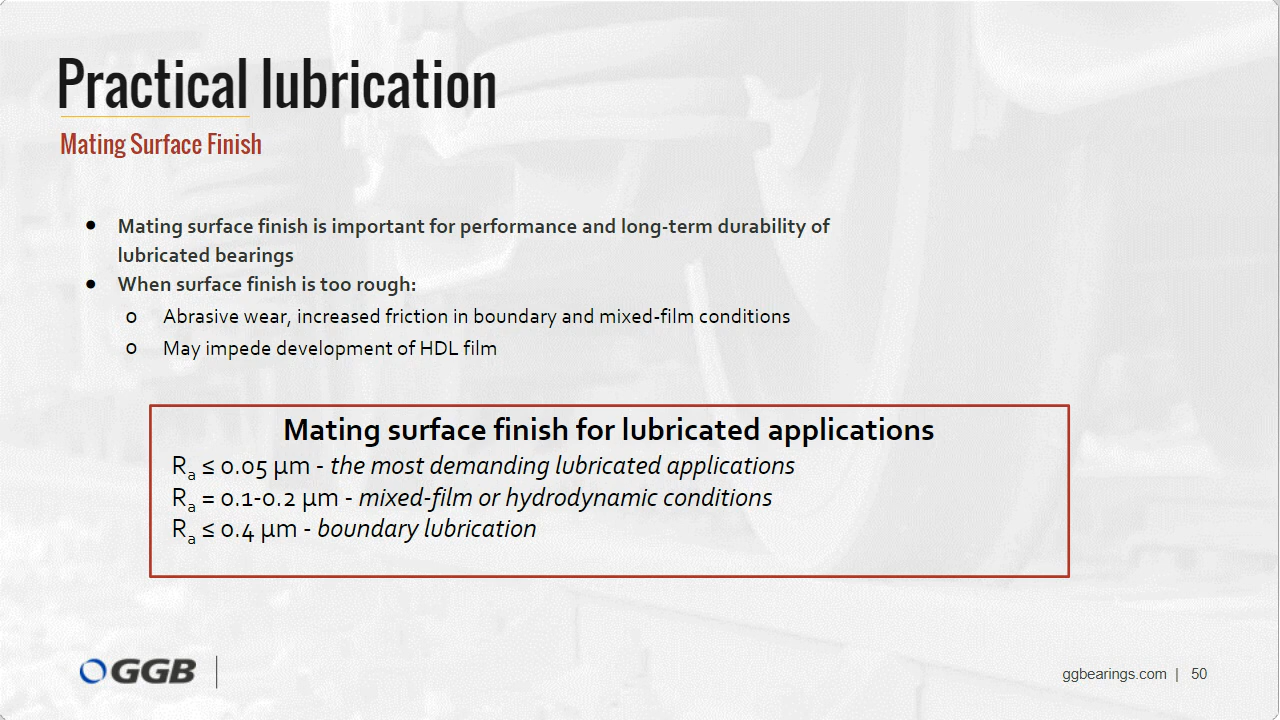 Practical lubrication
Mating Surface Finish
● Mating surface finish is important for performance and long-term durability of
lubricated bearings
● When surface finish is too rough:
o Abrasive wear, increased friction in boundary and mixed-film conditions
o May impede development of HDL film
Mating surface finish for lubricated applications
Rₐ ≤ 0.05 µm - the most demanding lubricated applications
Rₐ = 0.1-0.2 µm - mixed-film or hydrodynamic conditions
Rₐ ≤ 0.4 µm - boundary lubrication
GGB
ggbearings.com | 50